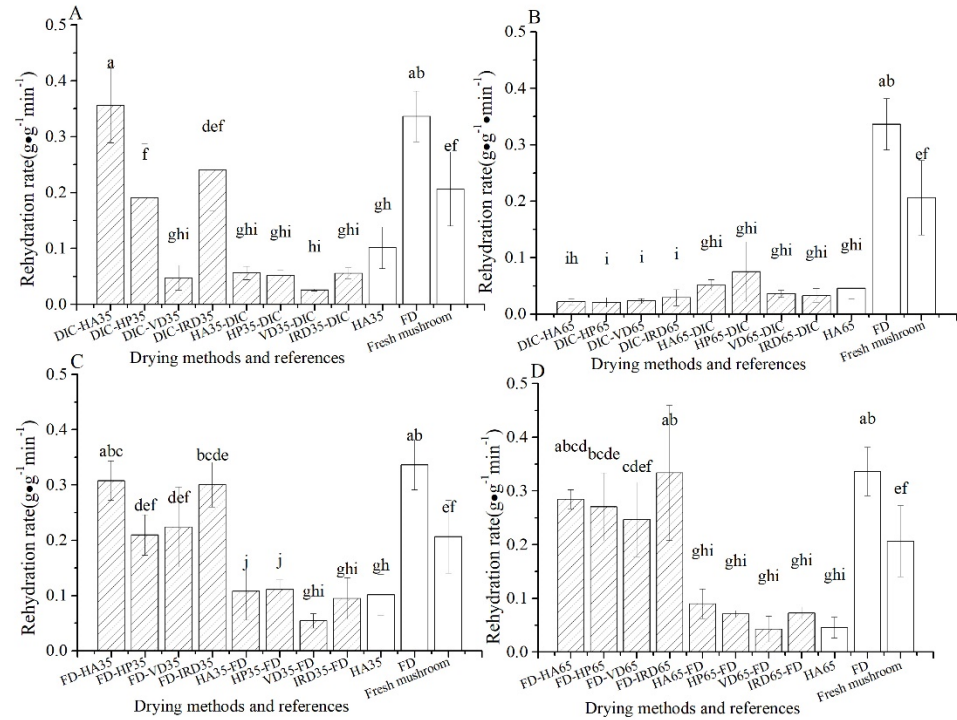 A
Rehydration rate(g•g-1min-1)
0.5
0.4
0.3
0.2
0.1
0.0
a
f
ghi
def
ghi
ghi
hi
ghi
gh
ab
ef
DIC-HA35
DIC-HP35
DIC-VD35
DIC-IRD35
HA35-DIC
HP35-DIC
VD35-DIC
IRD35-DIC
HA35
FD
Fresh mushroom
Drying methods and references
B
Rehydration rate(g•g-1•min-1)
0.5
0.4
0.3
0.2
0.1
0.0
ih
i
i
i
ghi
ghi
ghi
ghi
ghi
ab
ef
DIC-HA65
DIC-HP65
DIC-VD65
DIC-IRD65
HA65-DIC
HP65-DIC
VD65-DIC
IRD65-DIC
HA65
FD
Fresh mushroom
Drying methods and references
C
Rehydration rate(g•g-1min-1)
0.5
0.4
0.3
0.2
0.1
0.0
abc
def
def
bcde
j
j
ghi
ghi
gh
ab
ef
FD-HA35
FD-HP35
FD-VD35
FD-IRD35
HA35-FD
HP35-FD
VD35-FD
IRD35-FD
HA35
FD
Fresh mushroom
Drying methods and references
D
Rehydration rate(g•g-1min-1)
0.5
0.4
0.3
0.2
0.1
0.0
abcd
bcde
cdef
ab
ghi
ghi
ghi
ghi
ghi
ab
ef
FD-HA65
FD-HP65
FD-VD65
FD-IRD65
HA65-FD
HP65-FD
VD65-FD
IRD65-FD
HA65
FD
Fresh mushroom
Drying methods and references